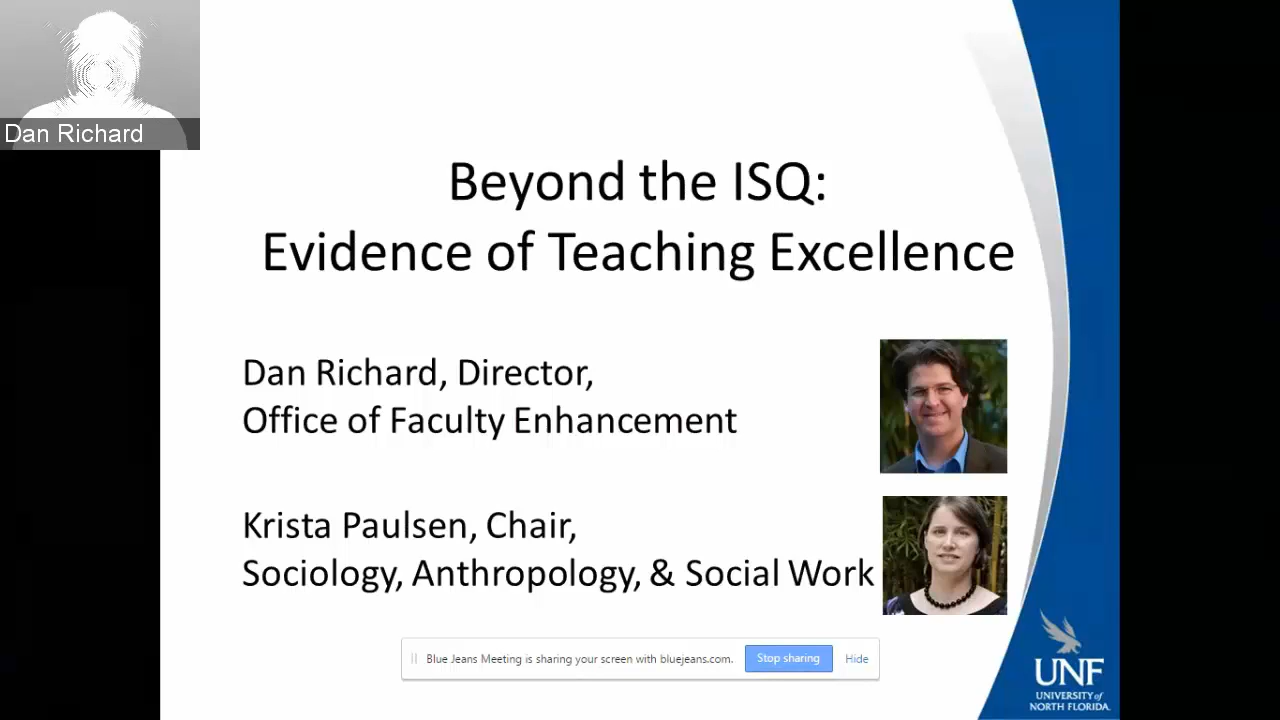 Dan Richard
Beyond the ISQ:
Evidence of Teaching Excellence
Dan Richard, Director,
Office of Faculty Enhancement
Krista Paulsen, Chair,
Sociology, Anthropology, & Social Work
Blue Jeans Meeting is sharing your screen with bluejeans.com. Stop sharing Hide
UNF
UNIVERSITY of
NORTH FLORIDA.